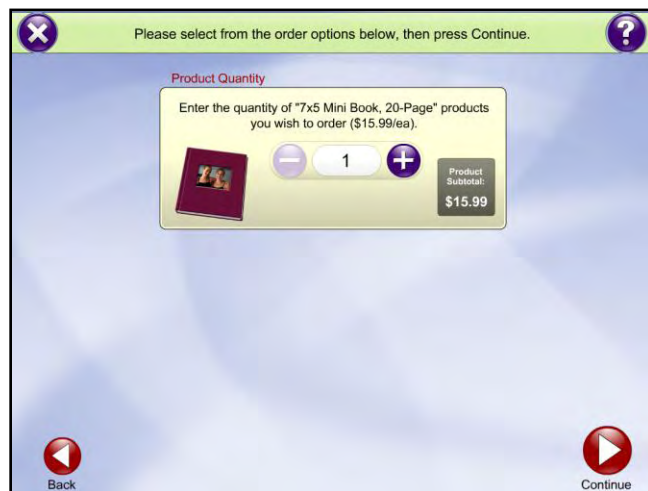 Please select from the order options below, then press Continue.
?
Product Quantity
Enter the quantity of "7x5 Mini Book, 20-Page" products
you wish to order ($15.99/ea).
1
Product
Subtotal:
$15.99
Back
Continue